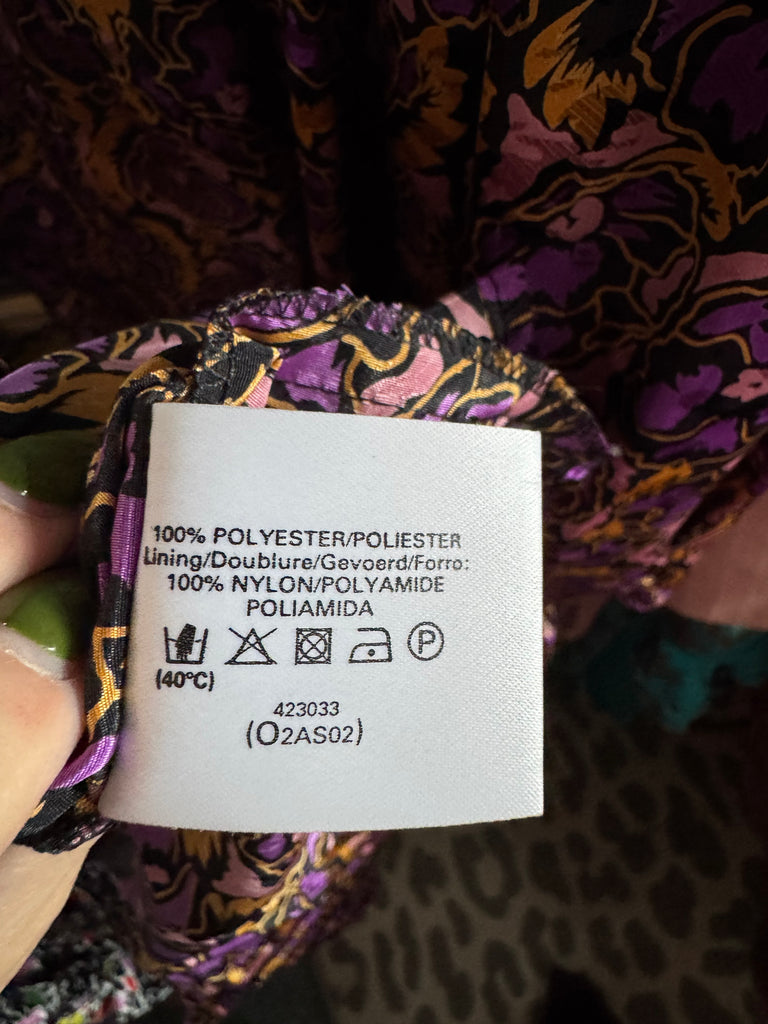 100% POLYESTER/POLIESTER
Lining/Doublure/Gevoerd/Forro:
100% NYLON/POLYAMIDE
POLIAMIDA
P
(40°C)
423033
(O2AS02)